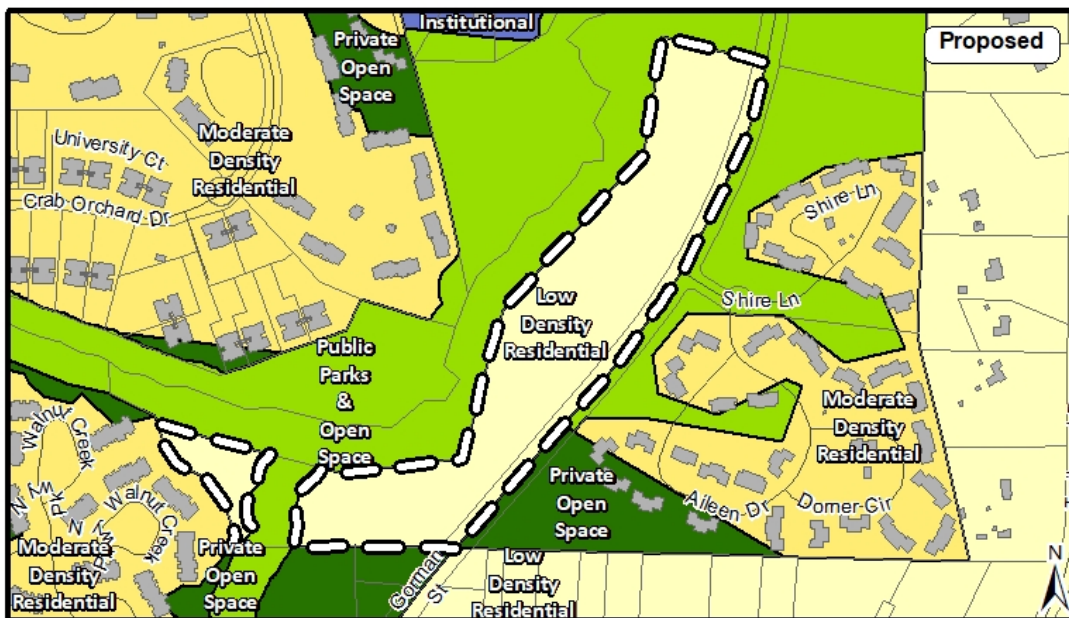 Institutional
Proposed
Private
Open
Space
University Ct
Moderate
Density
Residential
Crab Orchard Dr
Shire Ln
Shire Ln
Low
Density
Residential
Public
Parks
&
Open
Space
Moderate
Density
Residential
Walnut Creek
Pkwy N
Walnut Creek
Pkwy N
Private
Open
Space
Aileen Dr
Dorner Cir
Moderate
Density
Residential
Private
Open
Space
Gorman
St
Low
Density
Residential
N